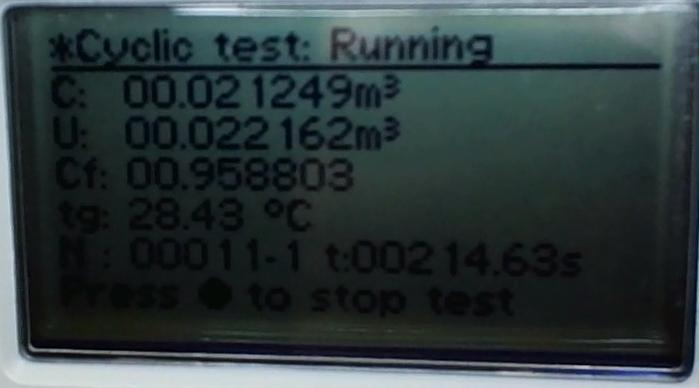 *Cyclic test: Running
C: 00.021249m³
U: 00.022162m³
Cf: 00.958803
tg: 28.43 °C
N : 00011-1 t:00214.63s
Press ● to stop test